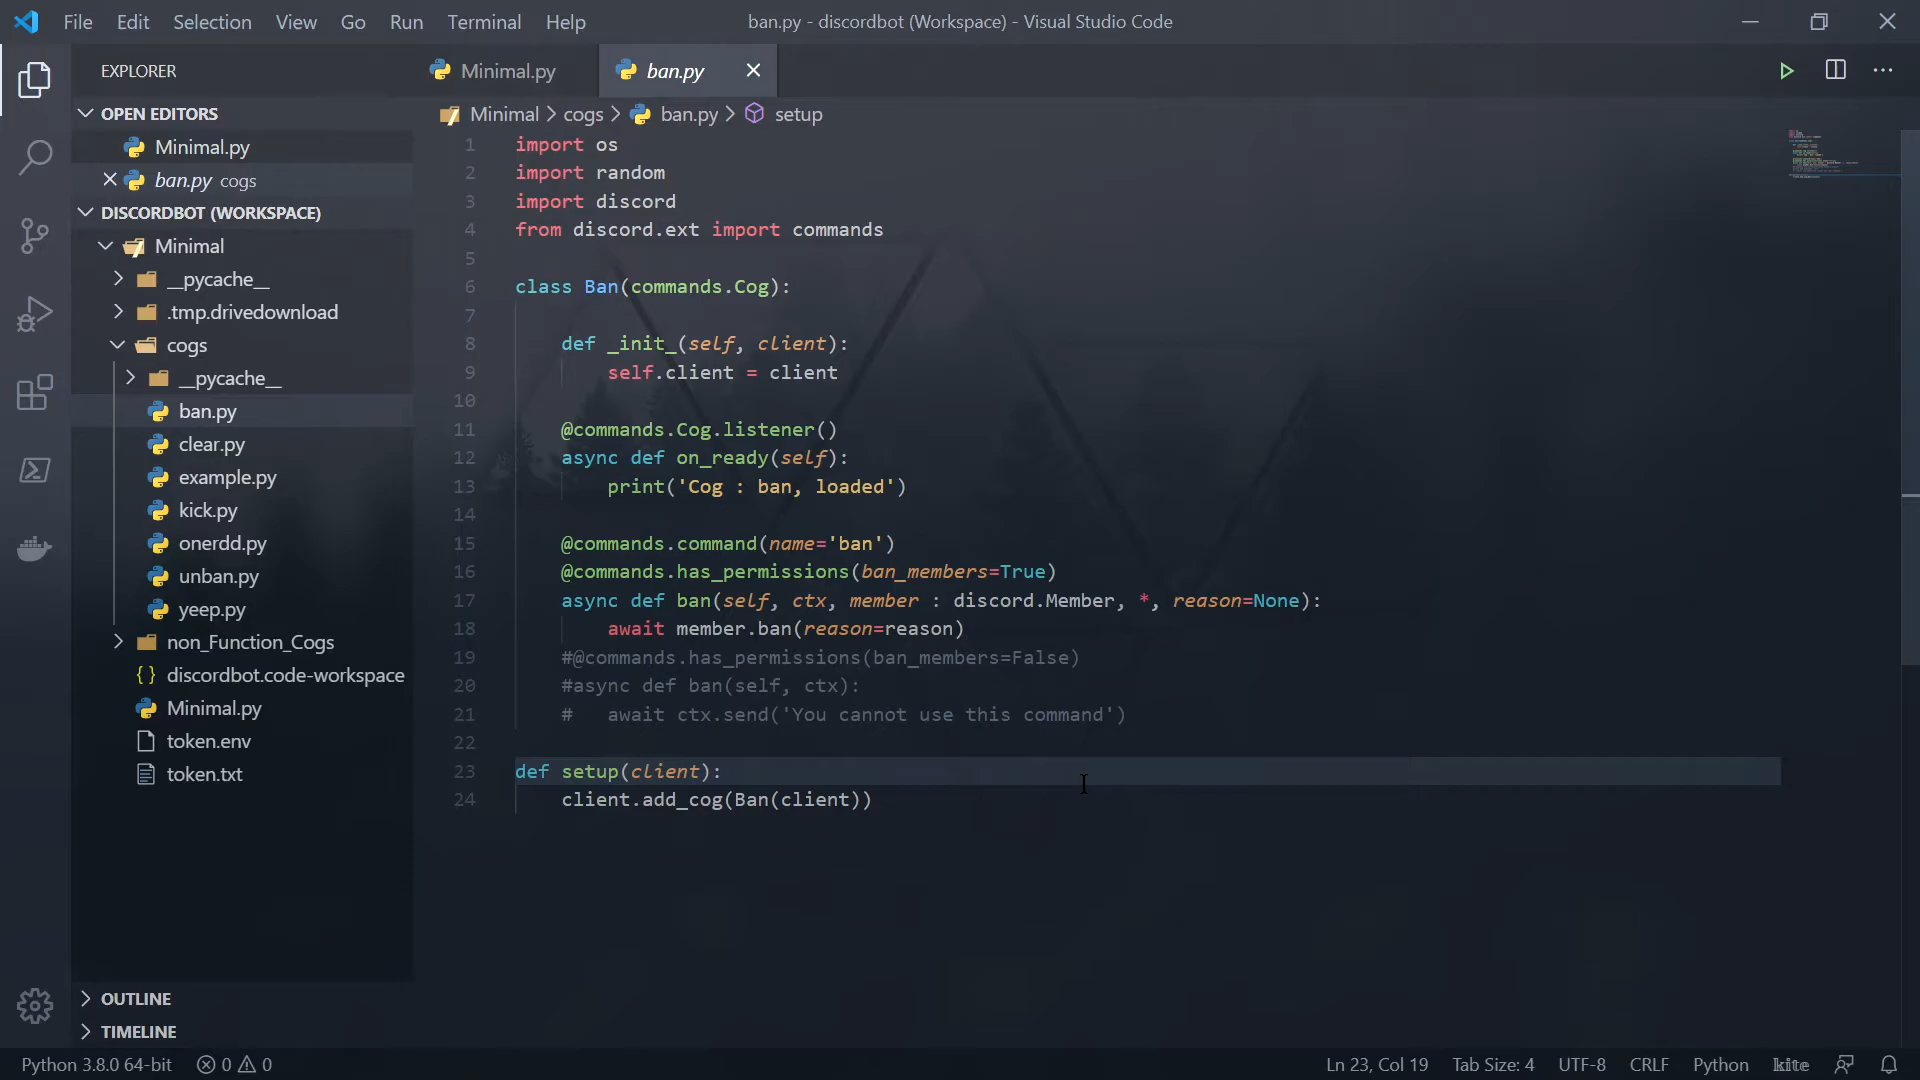 File Edit Selection View Go Run Terminal Help ban.py - discordbot (Workspace) - Visual Studio Code
EXPLORER
OPEN EDITORS
Minimal.py
ban.py cogs
DISCORDBOT (WORKSPACE)
Minimal
__pycache__
.tmp.drivedownload
cogs
__pycache__
ban.py
clear.py
example.py
kick.py
onerdd.py
unban.py
yeep.py
non_Function_Cogs
{} discordbot.code-workspace
Minimal.py
token.env
token.txt
OUTLINE
TIMELINE
Minimal.py ban.py
Minimal > cogs > ban.py > setup
1 import os
2 import random
3 import discord
4 from discord.ext import commands
5
6 class Ban(commands.Cog):
7
8 def _init_(self, client):
9 self.client = client
10
11 @commands.Cog.listener()
12 async def on_ready(self):
13 print('Cog : ban, loaded')
14
15 @commands.command(name='ban')
16 @commands.has_permissions(ban_members=True)
17 async def ban(self, ctx, member : discord.Member, *, reason=None):
18 await member.ban(reason=reason)
19 #@commands.has_permissions(ban_members=False)
20 #async def ban(self, ctx):
21 # await ctx.send('You cannot use this command')
22
23 def setup(client):
24 client.add_cog(Ban(client))
Python 3.8.0 64-bit 0 0 Ln 23, Col 19 Tab Size: 4 UTF-8 CRLF Python kite